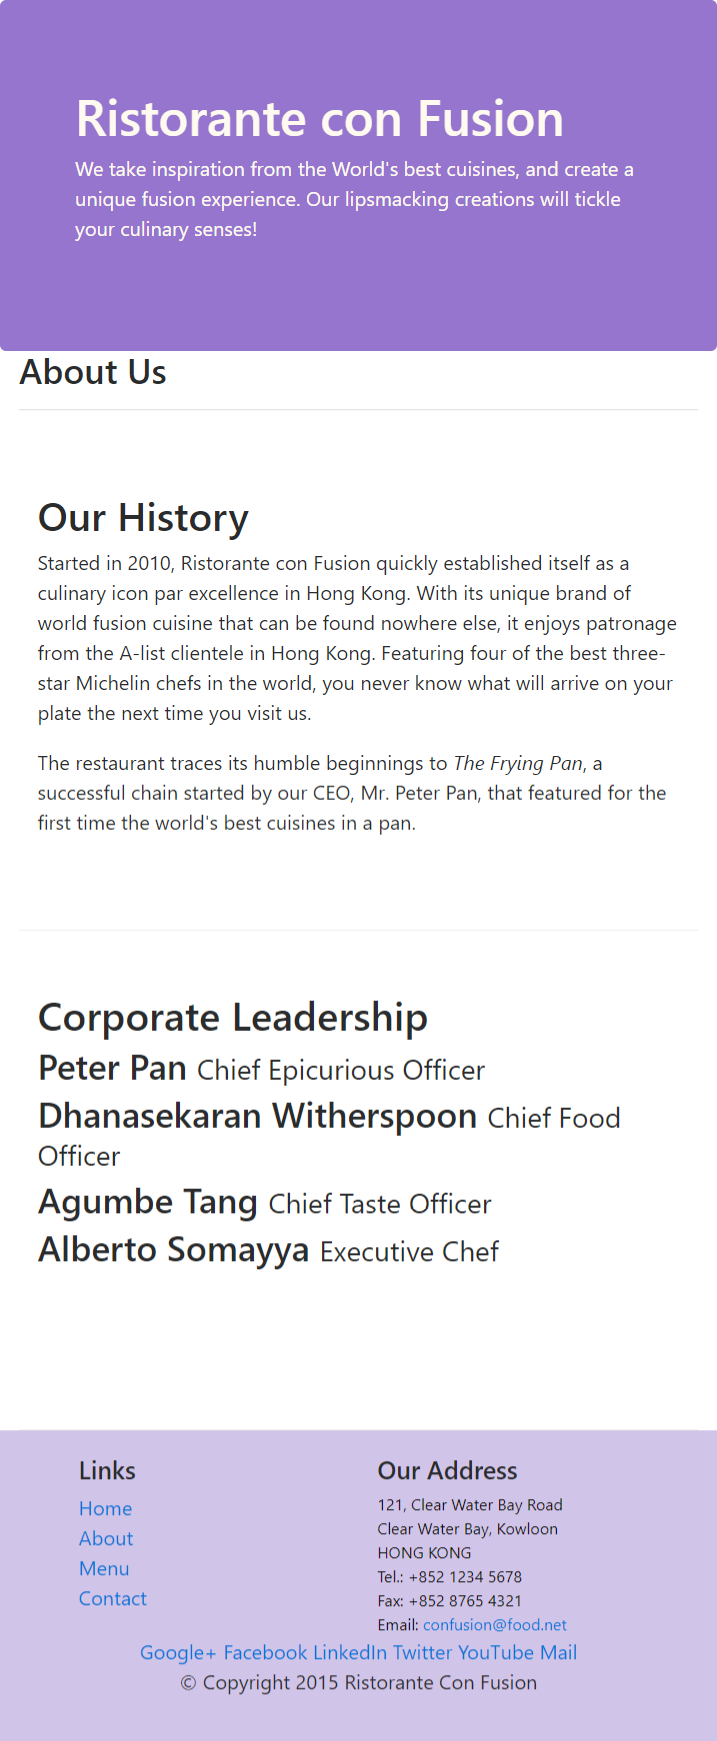 Ristorante con Fusion
We take inspiration from the World's best cuisines, and create a
unique fusion experience. Our lipsmacking creations will tickle
your culinary senses!
About Us
Our History
Started in 2010, Ristorante con Fusion quickly established itself as a
culinary icon par excellence in Hong Kong. With its unique brand of
world fusion cuisine that can be found nowhere else, it enjoys patronage
from the A-list clientele in Hong Kong. Featuring four of the best three-
star Michelin chefs in the world, you never know what will arrive on your
plate the next time you visit us.
The restaurant traces its humble beginnings to The Frying Pan, a
successful chain started by our CEO, Mr. Peter Pan, that featured for the
first time the world's best cuisines in a pan.
Corporate Leadership
Peter Pan Chief Epicurious Officer
Dhanasekaran Witherspoon Chief Food
Officer
Agumbe Tang Chief Taste Officer
Alberto Somayya Executive Chef
Links
Home
About
Menu
Contact
Our Address
121, Clear Water Bay Road
Clear Water Bay, Kowloon
HONG KONG
Tel.: +852 1234 5678
Fax: +852 8765 4321
Email: confusion@food.net
Google+ Facebook LinkedIn Twitter YouTube Mail
© Copyright 2015 Ristorante Con Fusion